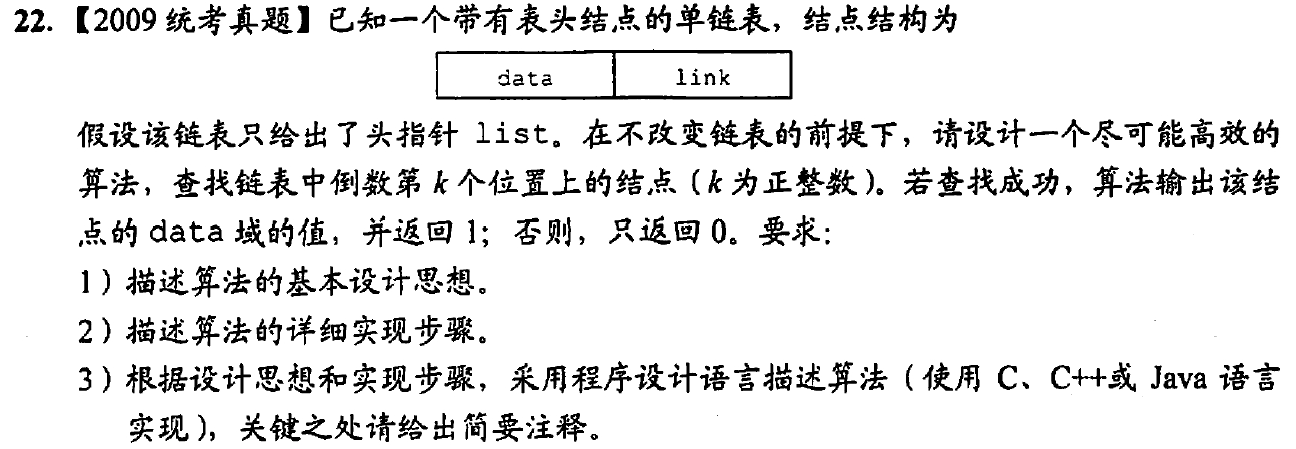 22. 【2009 统考真题】已知一个带有表头结点的单链表，结点结构为
data link
假设该链表只给出了头指针 list。在不改变链表的前提下，请设计一个尽可能高效的
算法，查找链表中倒数第 k 个位置上的结点（k 为正整数）。若查找成功，算法输出该结
点的 data 域的值，并返回 1；否则，只返回 0。要求：
1）描述算法的基本设计思想。
2）描述算法的详细实现步骤。
3）根据设计思想和实现步骤，采用程序设计语言描述算法（使用 C、C++或 Java 语言
实现），关键之处请给出简要注释。